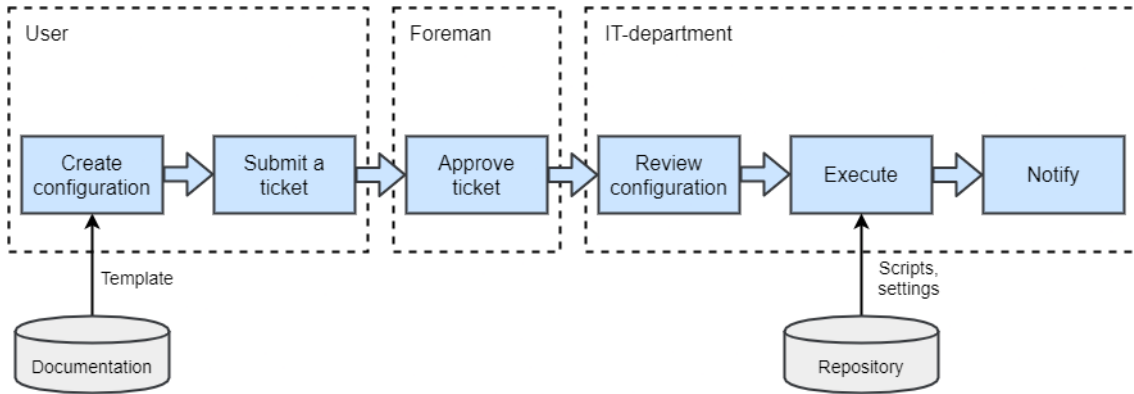 User
Foreman
IT-department
Create
configuration
Submit a
ticket
Approve
ticket
Review
configuration
Execute
Notify
Template
Scripts,
settings
Documentation
Repository